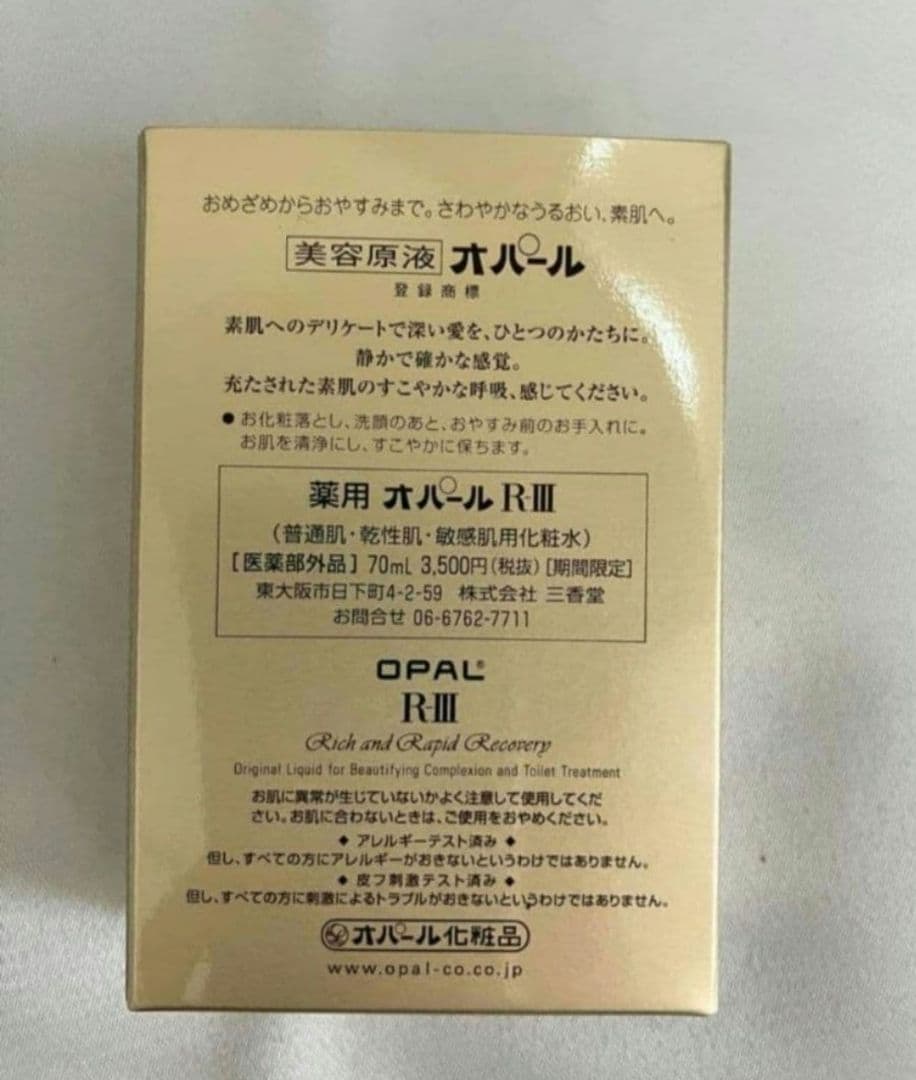 おめざめからおやすみまで。さわやかなうるおい、素肌へ。
美容原液 オパール
登録商標
素肌へのデリケートで深い愛を、ひとつのかたちに。
静かで確かな感覚。
充たされた素肌のすこやかな呼吸、感じてください。
● お化粧落とし、洗顔のあと、おやすみ前のお手入れに。
お肌を清浄にし、すこやかに保ちます。
薬用 オパール R-III
(普通肌・乾性肌・敏感肌用化粧水)
[医薬部外品] 70mL 3,500円(税抜) [期間限定]
東大阪市日下町4-2-59 株式会社 三香堂
お問合せ 06-6762-7711
OPAL®
R-III
Rich and Rapid Recovery
Original Liquid for Beautifying Complexion and Toilet Treatment
お肌に異常が生じていないかよく注意して使用してくだ
さい。お肌に合わないときは、ご使用をおやめください。
◆ アレルギーテスト済み ◆
但し、すべての方にアレルギーがおきないというわけではありません。
◆ 皮フ刺激テスト済み ◆
但し、すべての方に刺激によるトラブルがおきないというわけではありません。
オパール化粧品
www.opal-co.co.jp